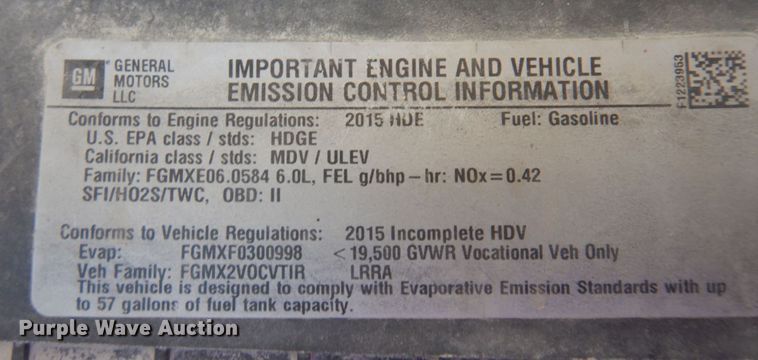 GM GENERAL MOTORS LLC
IMPORTANT ENGINE AND VEHICLE
EMISSION CONTROL INFORMATION
F1223953
Conforms to Engine Regulations: 2015 HDE Fuel: Gasoline
U.S. EPA class / stds: HDGE
California class / stds: MDV / ULEV
Family: FGMXE06.0584 6.0L, FEL g/bhp-hr: NOx=0.42
SFI/HO2S/TWC, OBD: II
Conforms to Vehicle Regulations: 2015 Incomplete HDV
Evap: FGMXF0300998 <19,500 GVWR Vocational Veh Only
Veh Family: FGMX2VOCVTIR LRRA
This vehicle is designed to comply with Evaporative Emission Standards with up
to 57 gallons of fuel tank capacity.
Purple Wave Auction